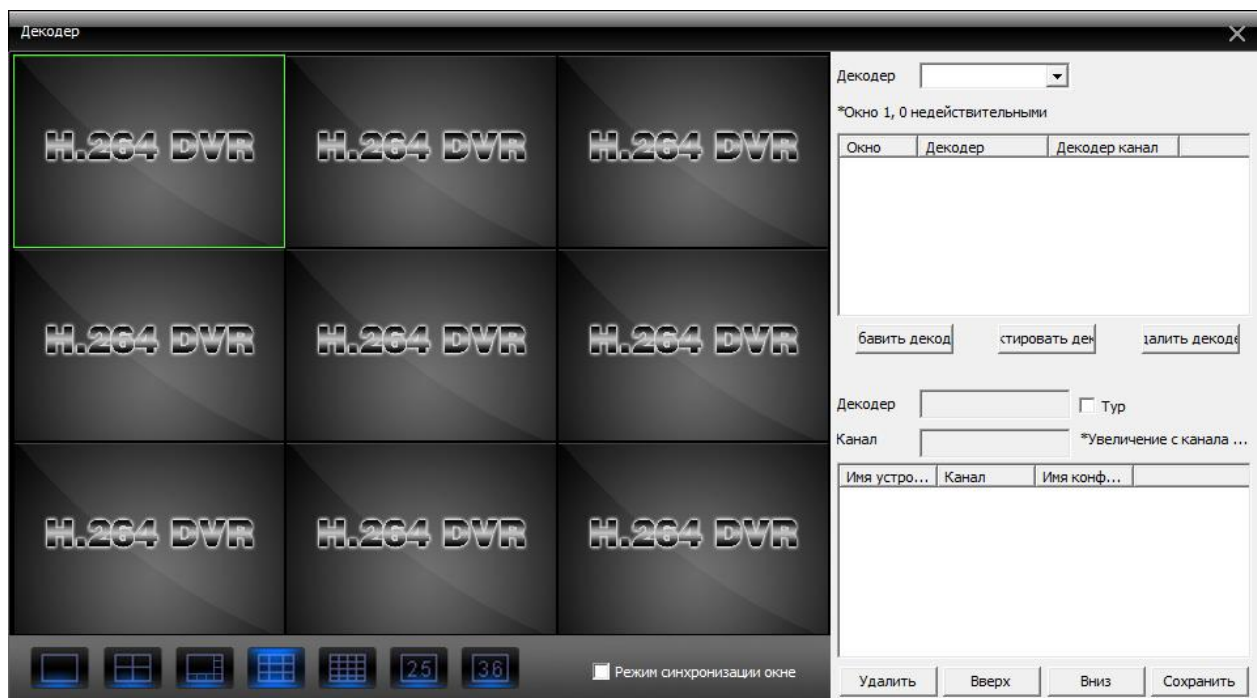 Декодер
H.264 DVR H.264 DVR H.264 DVR
H.264 DVR H.264 DVR H.264 DVR
H.264 DVR H.264 DVR H.264 DVR
25 36 Режим синхронизации окне
Декодер
*Окно 1, 0 недействительными
Окно Декодер Декодер канал
бавить декод стировать дек далить декоде
Декодер Тур
Канал *Увеличение с канала ...
Имя устро... Канал Имя конф...
Удалить Вверх Вниз Сохранить